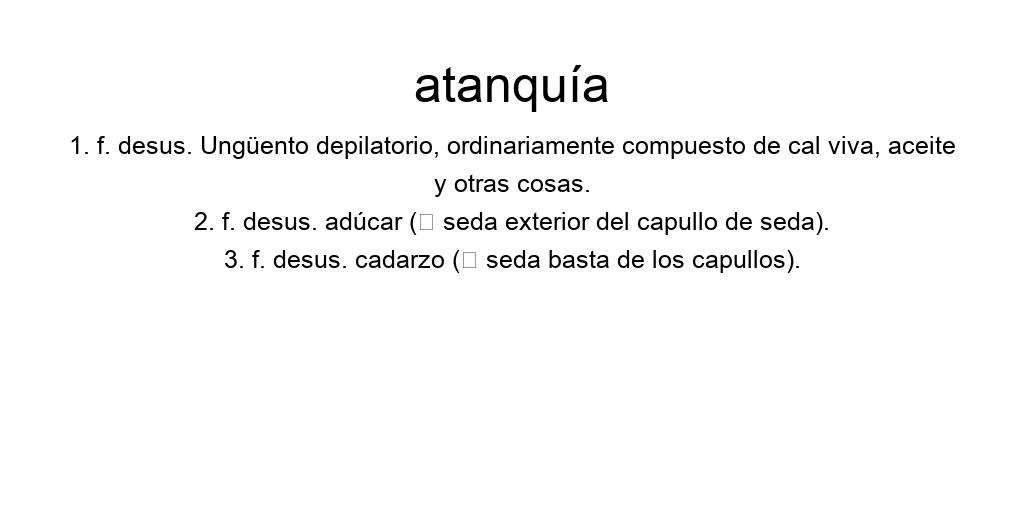 atanquía
1. f. desus. Ungüento depilatorio, ordinariamente compuesto de cal viva, aceite
y otras cosas.
2. f. desus. adúcar (□ seda exterior del capullo de seda).
3. f. desus. cadarzo (□ seda basta de los capullos).